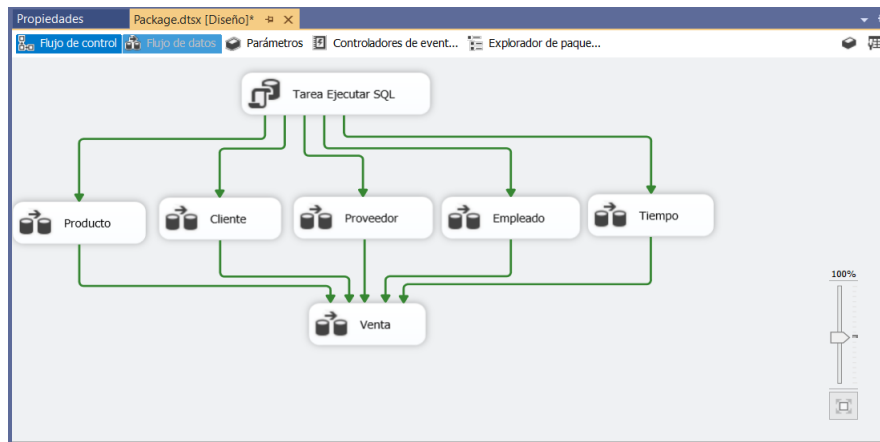 Propiedades
Package.dtsx [Diseño]*
Flujo de control
Flujo de datos
Parámetros
Controladores de event...
Explorador de paque...
Tarea Ejecutar SQL
Producto
Cliente
Proveedor
Empleado
Tiempo
100%
Venta